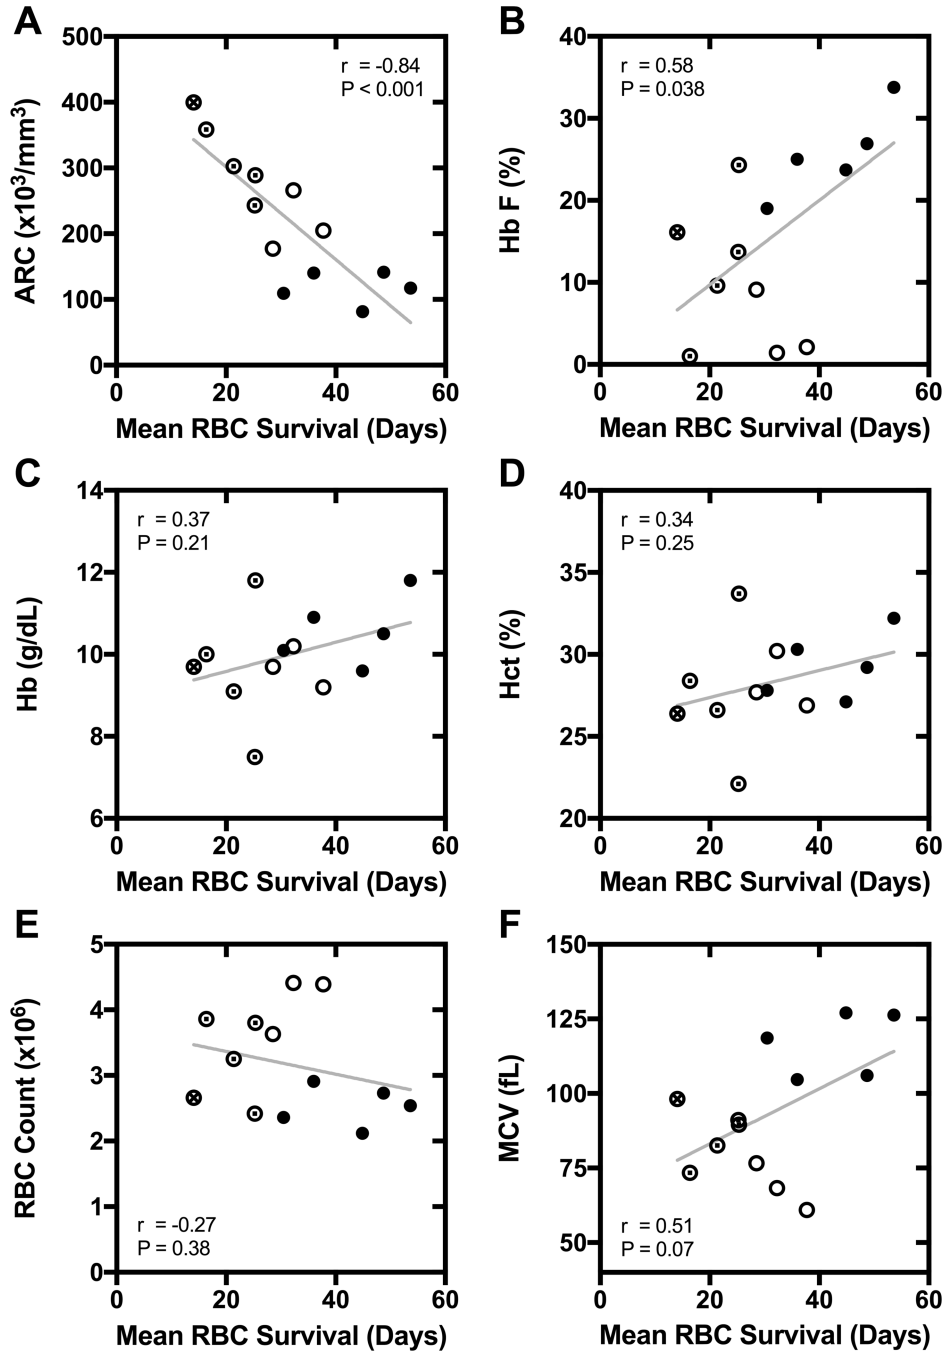 A
500
400
300
200
100
0
ARC (x10³/mm³)
r = -0.84
P < 0.001
0 20 40 60
Mean RBC Survival (Days)
B
40
30
20
10
0
Hb F (%)
r = 0.58
P = 0.038
0 20 40 60
Mean RBC Survival (Days)
C
14
12
10
8
6
Hb (g/dL)
r = 0.37
P = 0.21
0 20 40 60
Mean RBC Survival (Days)
D
40
35
30
25
20
Hct (%)
r = 0.34
P = 0.25
0 20 40 60
Mean RBC Survival (Days)
E
5
4
3
2
1
0
RBC Count (x10⁶)
r = -0.27
P = 0.38
0 20 40 60
Mean RBC Survival (Days)
F
150
125
100
75
50
MCV (fL)
r = 0.51
P = 0.07
0 20 40 60
Mean RBC Survival (Days)